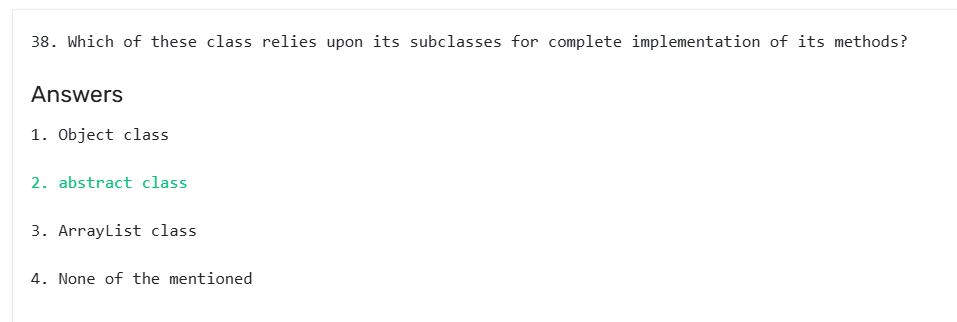 38. Which of these class relies upon its subclasses for complete implementation of its methods?
Answers
1. Object class
2. abstract class
3. ArrayList class
4. None of the mentioned